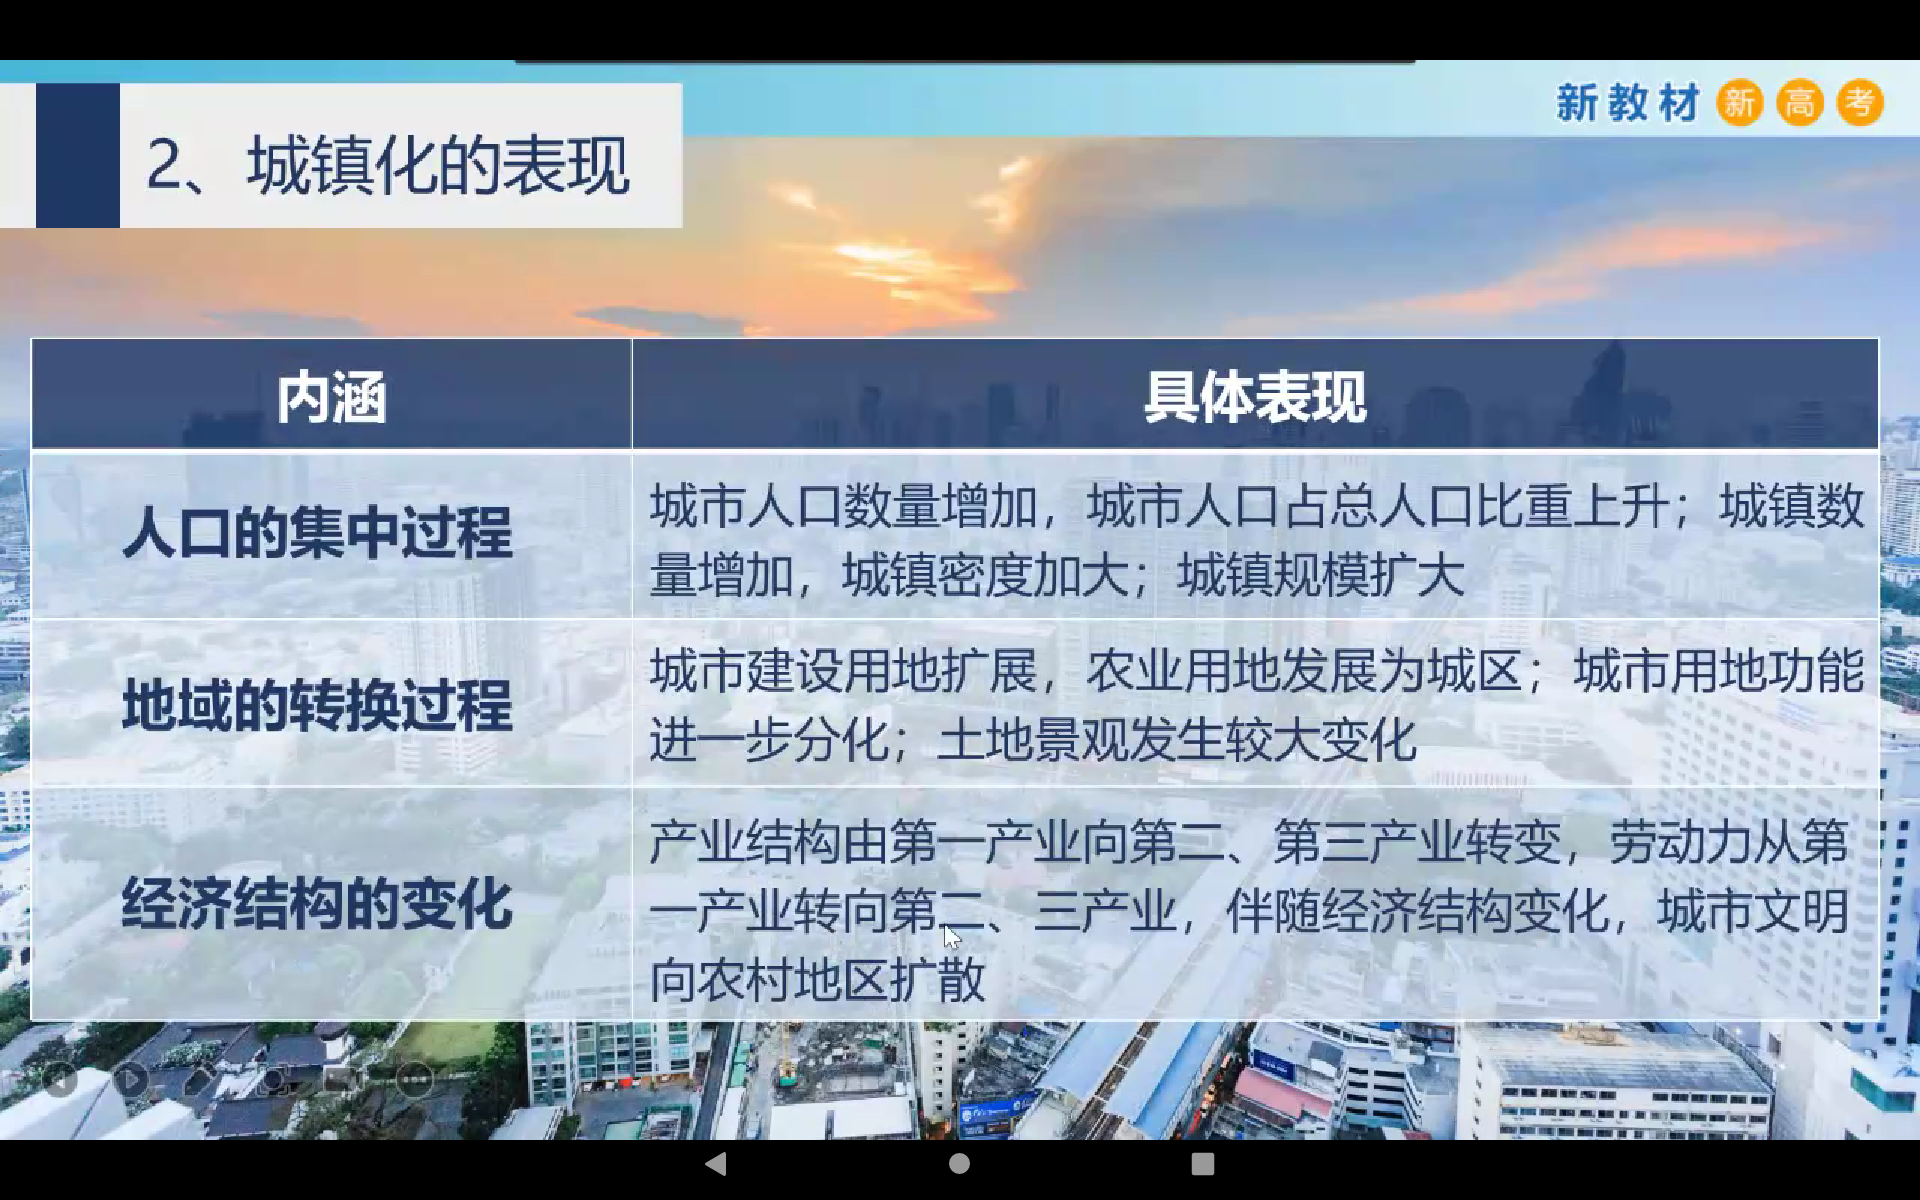 新教材 新高考
2、城镇化的表现
内涵
具体表现
人口的集中过程
城市人口数量增加，城市人口占总人口比重上升；城镇数
量增加，城镇密度加大；城镇规模扩大
地域的转换过程
城市建设用地扩展，农业用地发展为城区；城市用地功能
进一步分化；土地景观发生较大变化
经济结构的变化
产业结构由第一产业向第二、第三产业转变，劳动力从第
一产业转向第二、三产业，伴随经济结构变化，城市文明
向农村地区扩散